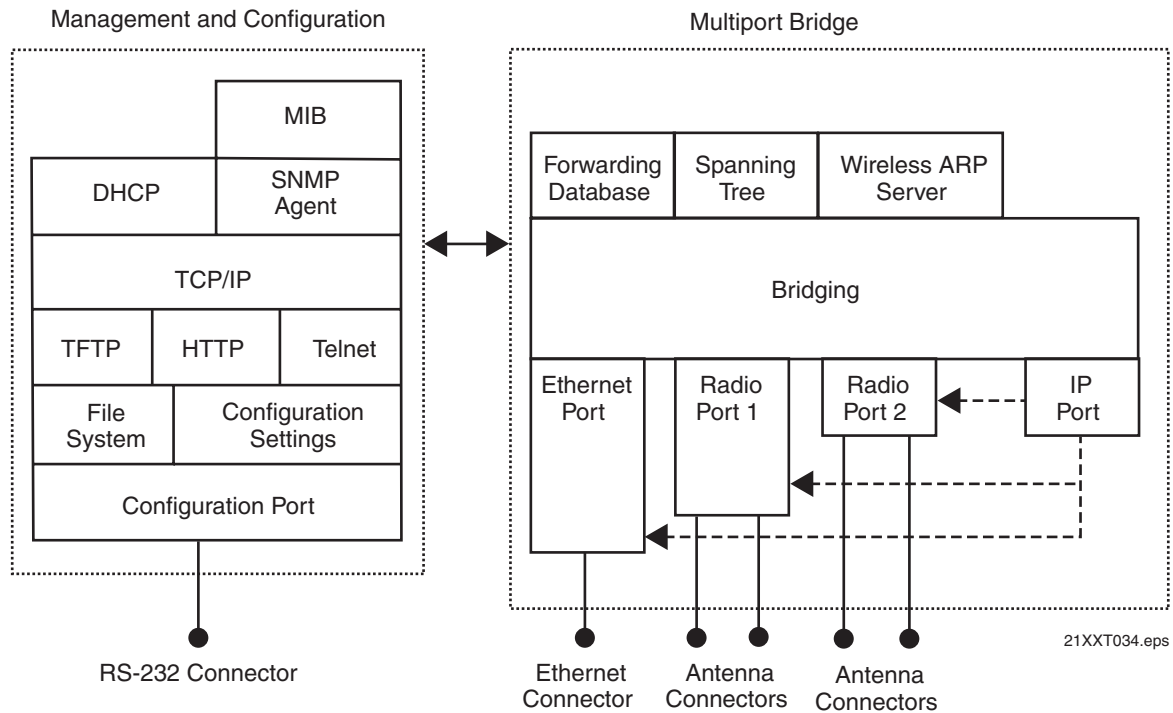 Management and Configuration
MIB
DHCP
SNMP
Agent
TCP/IP
TFTP
HTTP
Telnet
File
System
Configuration
Settings
Configuration Port
RS-232 Connector
Multiport Bridge
Forwarding
Database
Spanning
Tree
Wireless ARP
Server
Bridging
Ethernet
Port
Radio
Port 1
Radio
Port 2
IP
Port
Ethernet
Connector
Antenna
Connectors
Antenna
Connectors
21XXT034.eps